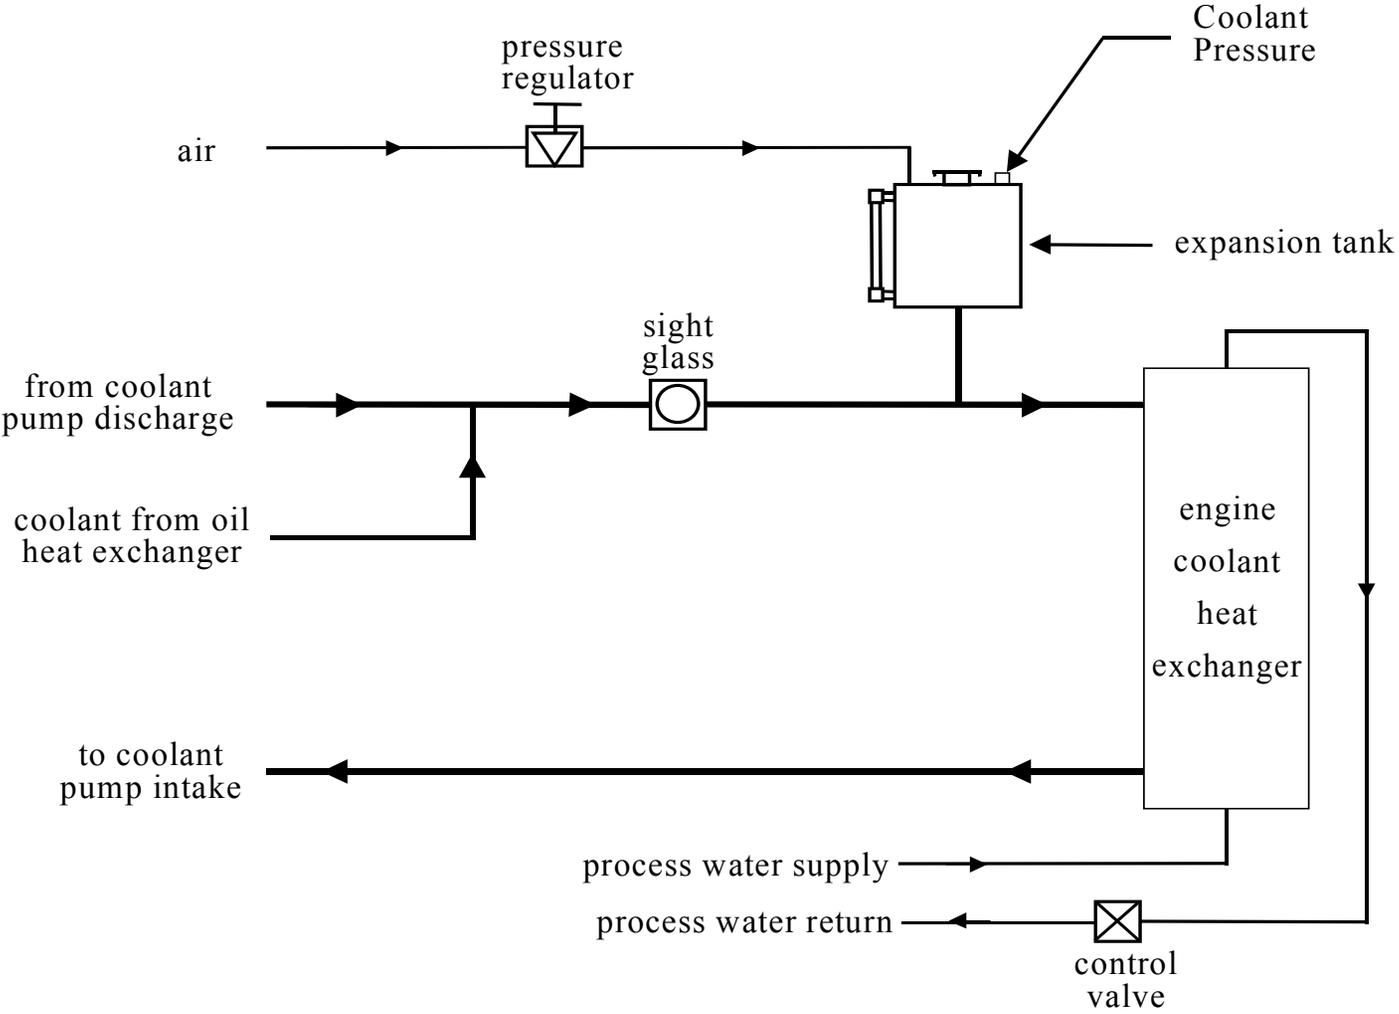 Coolant
Pressure
pressure
regulator
air
expansion tank
sight
glass
from coolant
pump discharge
coolant from oil
heat exchanger
engine
coolant
heat
exchanger
to coolant
pump intake
process water supply
process water return
control
valve